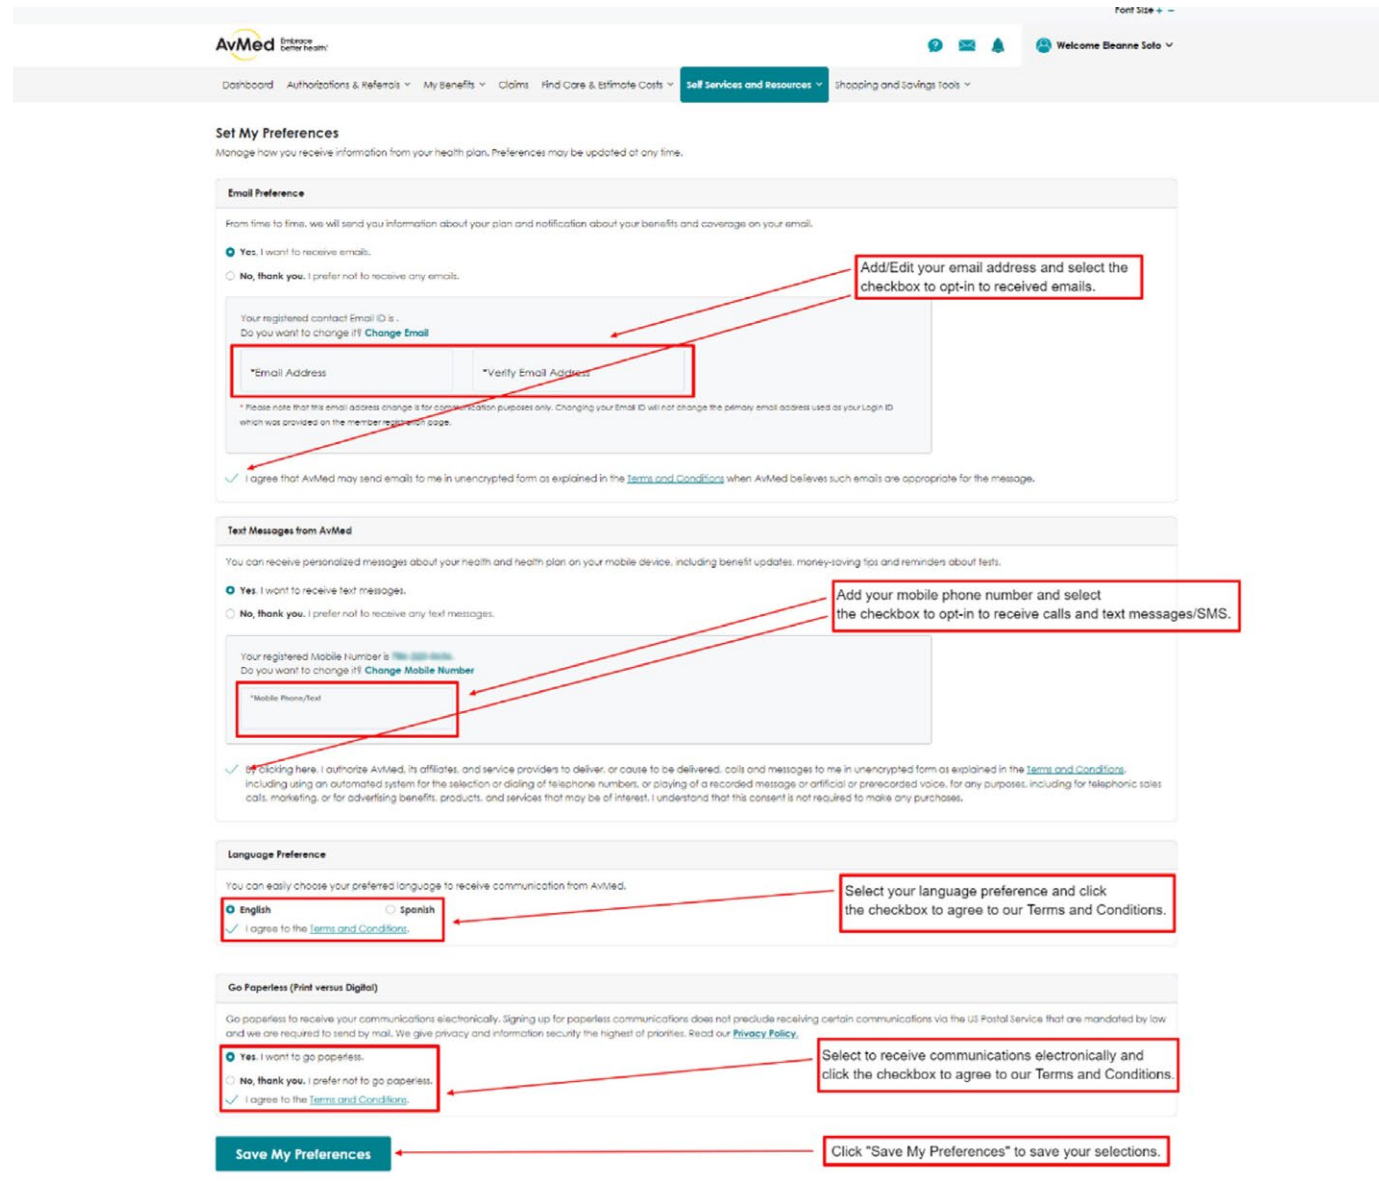 Font Size + -
AvMed Embrace better health.
Welcome Eleanne Soto
Dashboard Authorizations & Referrals My Benefits Claims Find Care & Estimate Costs Self Services and Resources Shopping and Savings Tools
Set My Preferences
Manage how you receive information from your health plan. Preferences may be updated at any time.
Email Preference
From time to time, we will send you information about your plan and notification about your benefits and coverage on your email.
Yes, I want to receive emails.
No, thank you. I prefer not to receive any emails.
Add/Edit your email address and select the
checkbox to opt-in to received emails.
Your registered contact Email ID is .
Do you want to change it? Change Email
*Email Address *Verify Email Address
* Please note that this email address change is for communication purposes only. Changing your Email ID will not change the primary email address used as your Login ID
which was provided on the member registration page.
I agree that AvMed may send emails to me in unencrypted form as explained in the Terms and Conditions when AvMed believes such emails are appropriate for the message.
Text Messages from AvMed
You can receive personalized messages about your health and health plan on your mobile device, including benefit updates, money-saving tips and reminders about tests.
Yes. I want to receive text messages.
No, thank you. I prefer not to receive any text messages.
Add your mobile phone number and select
the checkbox to opt-in to receive calls and text messages/SMS.
Your registered Mobile Number is
Do you want to change it? Change Mobile Number
*Mobile Phone/Text
By clicking here, I authorize AvMed, its affiliates, and service providers to deliver, or cause to be delivered, calls and messages to me in unencrypted form as explained in the Terms and Conditions,
including using an automated system for the selection or dialing of telephone numbers, or playing of a recorded message or artificial or prerecorded voice, for any purposes, including for telephonic sales
calls, marketing, or for advertising benefits, products, and services that may be of interest. I understand that this consent is not required to make any purchases.
Language Preference
You can easily choose your preferred language to receive communication from AvMed.
English Spanish
I agree to the Terms and Conditions.
Select your language preference and click
the checkbox to agree to our Terms and Conditions.
Go Paperless (Print versus Digital)
Go paperless to receive your communications electronically. Signing up for paperless communications does not preclude receiving certain communications via the US Postal Service that are mandated by law
and we are required to send by mail. We give privacy and information security the highest of priorities. Read our Privacy Policy.
Yes. I want to go paperless.
No, thank you. I prefer not to go paperless.
I agree to the Terms and Conditions.
Select to receive communications electronically and
click the checkbox to agree to our Terms and Conditions.
Save My Preferences
Click "Save My Preferences" to save your selections.